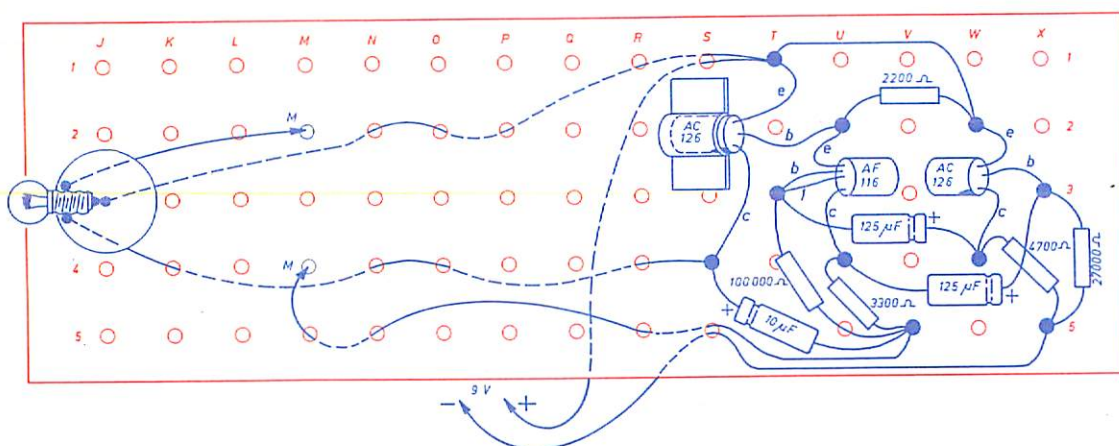 J K L M N O P Q R S T U V W X
1 1
2200 Ω
e
M
2 AC 126 b e e 2
b AF 116 AC 126 b
3
j c 125 µF + c
c
M
4 100 000 Ω 3300 Ω 125 µF + 4700 Ω 27000 Ω
+ 10 µF
5 5
- 9 V +